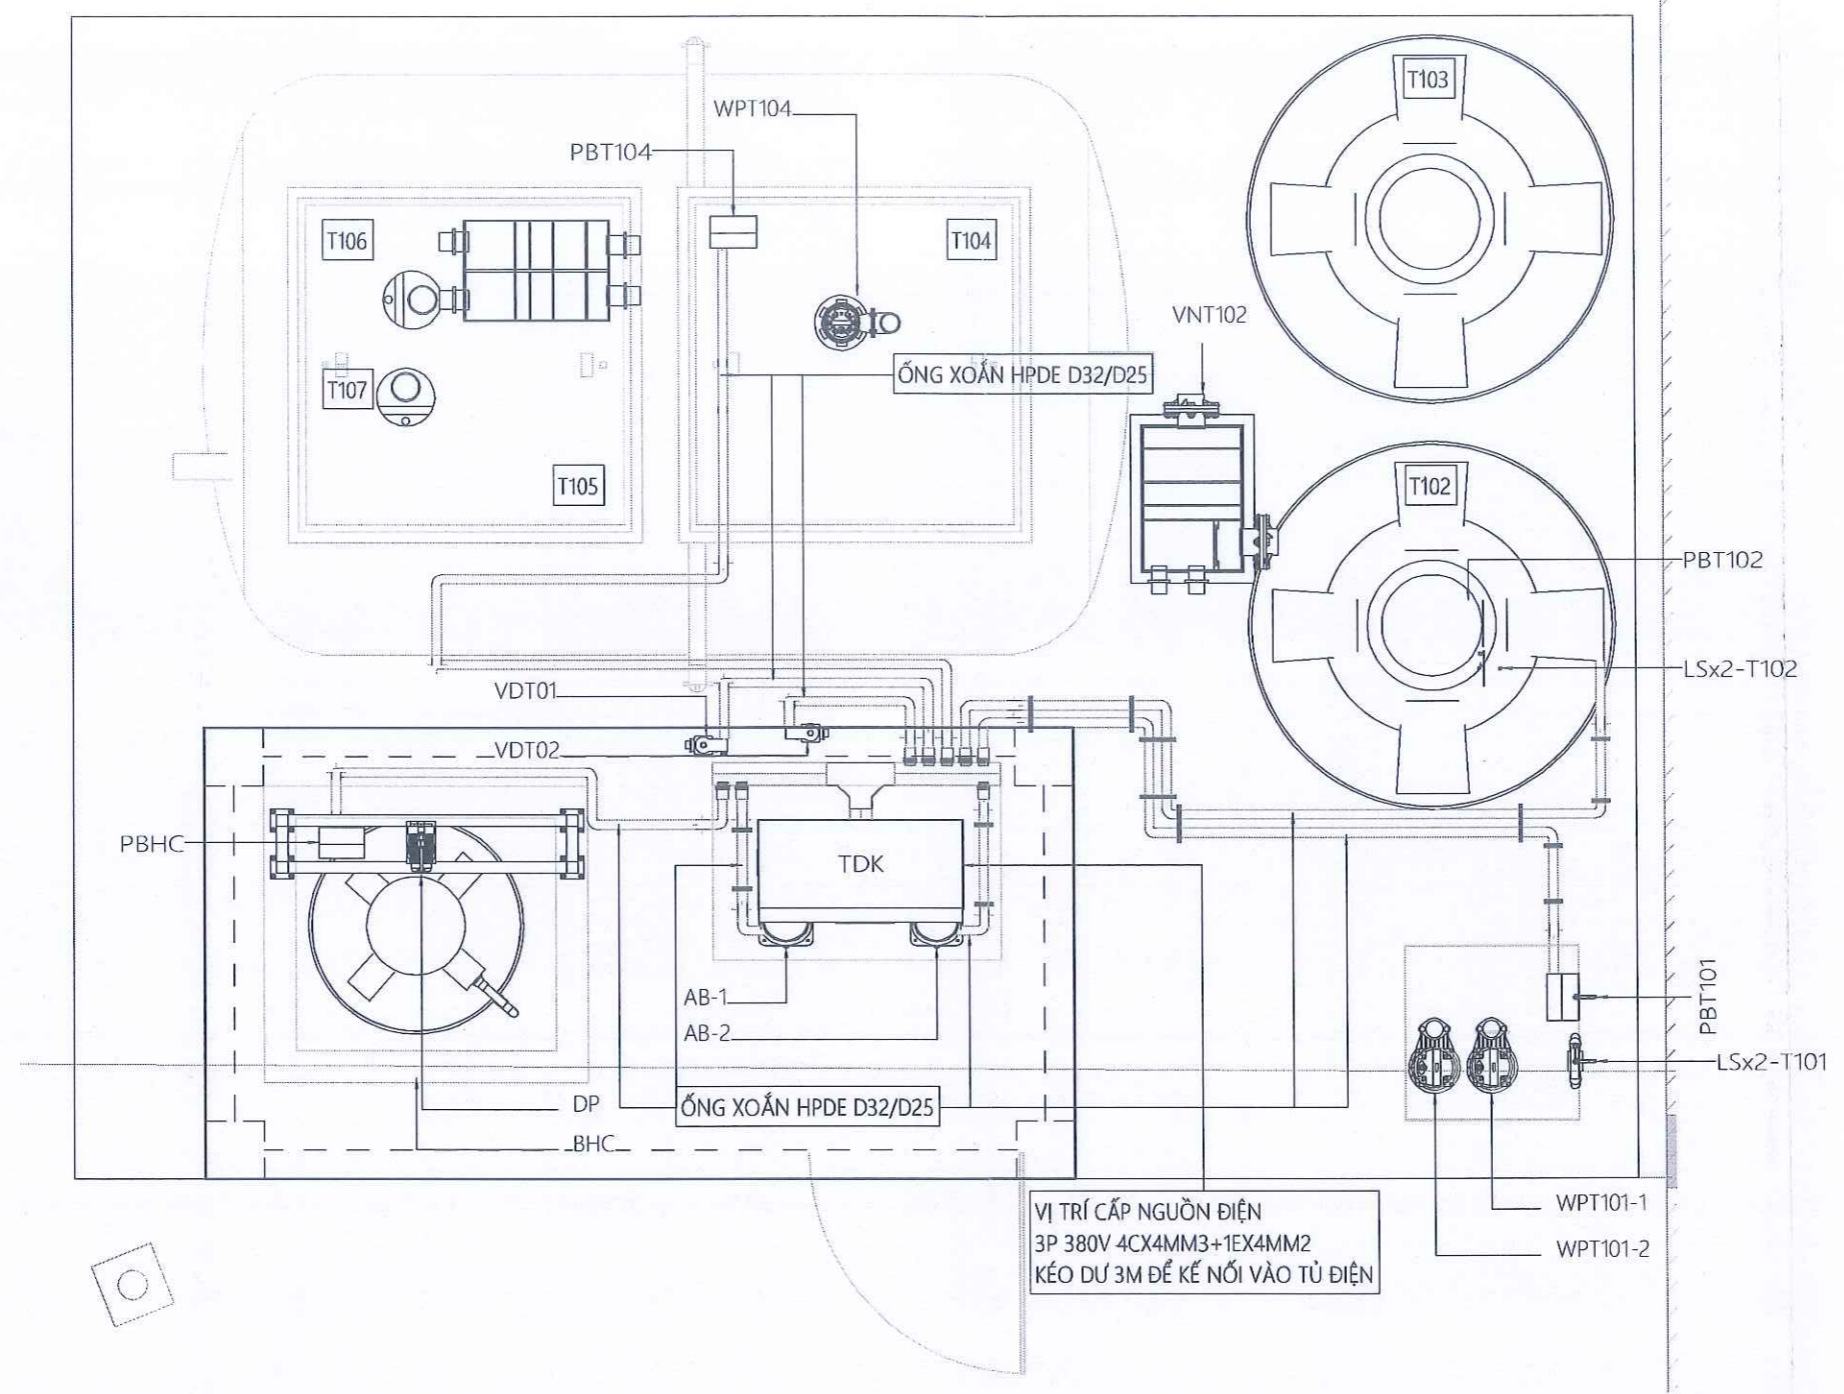 T103
WPT104
PBT104
T106
T104
VNT102
ỐNG XOẮN HPDE D32/D25
T107
T105
T102
PBT102
LSx2-T102
VDT01
VDT02
PBHC
TDK
AB-1
AB-2
PBT101
LSx2-T101
DP
ỐNG XOẮN HPDE D32/D25
BHC
VỊ TRÍ CẤP NGUỒN ĐIỆN
3P 380V 4CX4MM3+1EX4MM2
KÉO DƯ 3M ĐỂ KẾ NỐI VÀO TỦ ĐIỆN
WPT101-1
WPT101-2